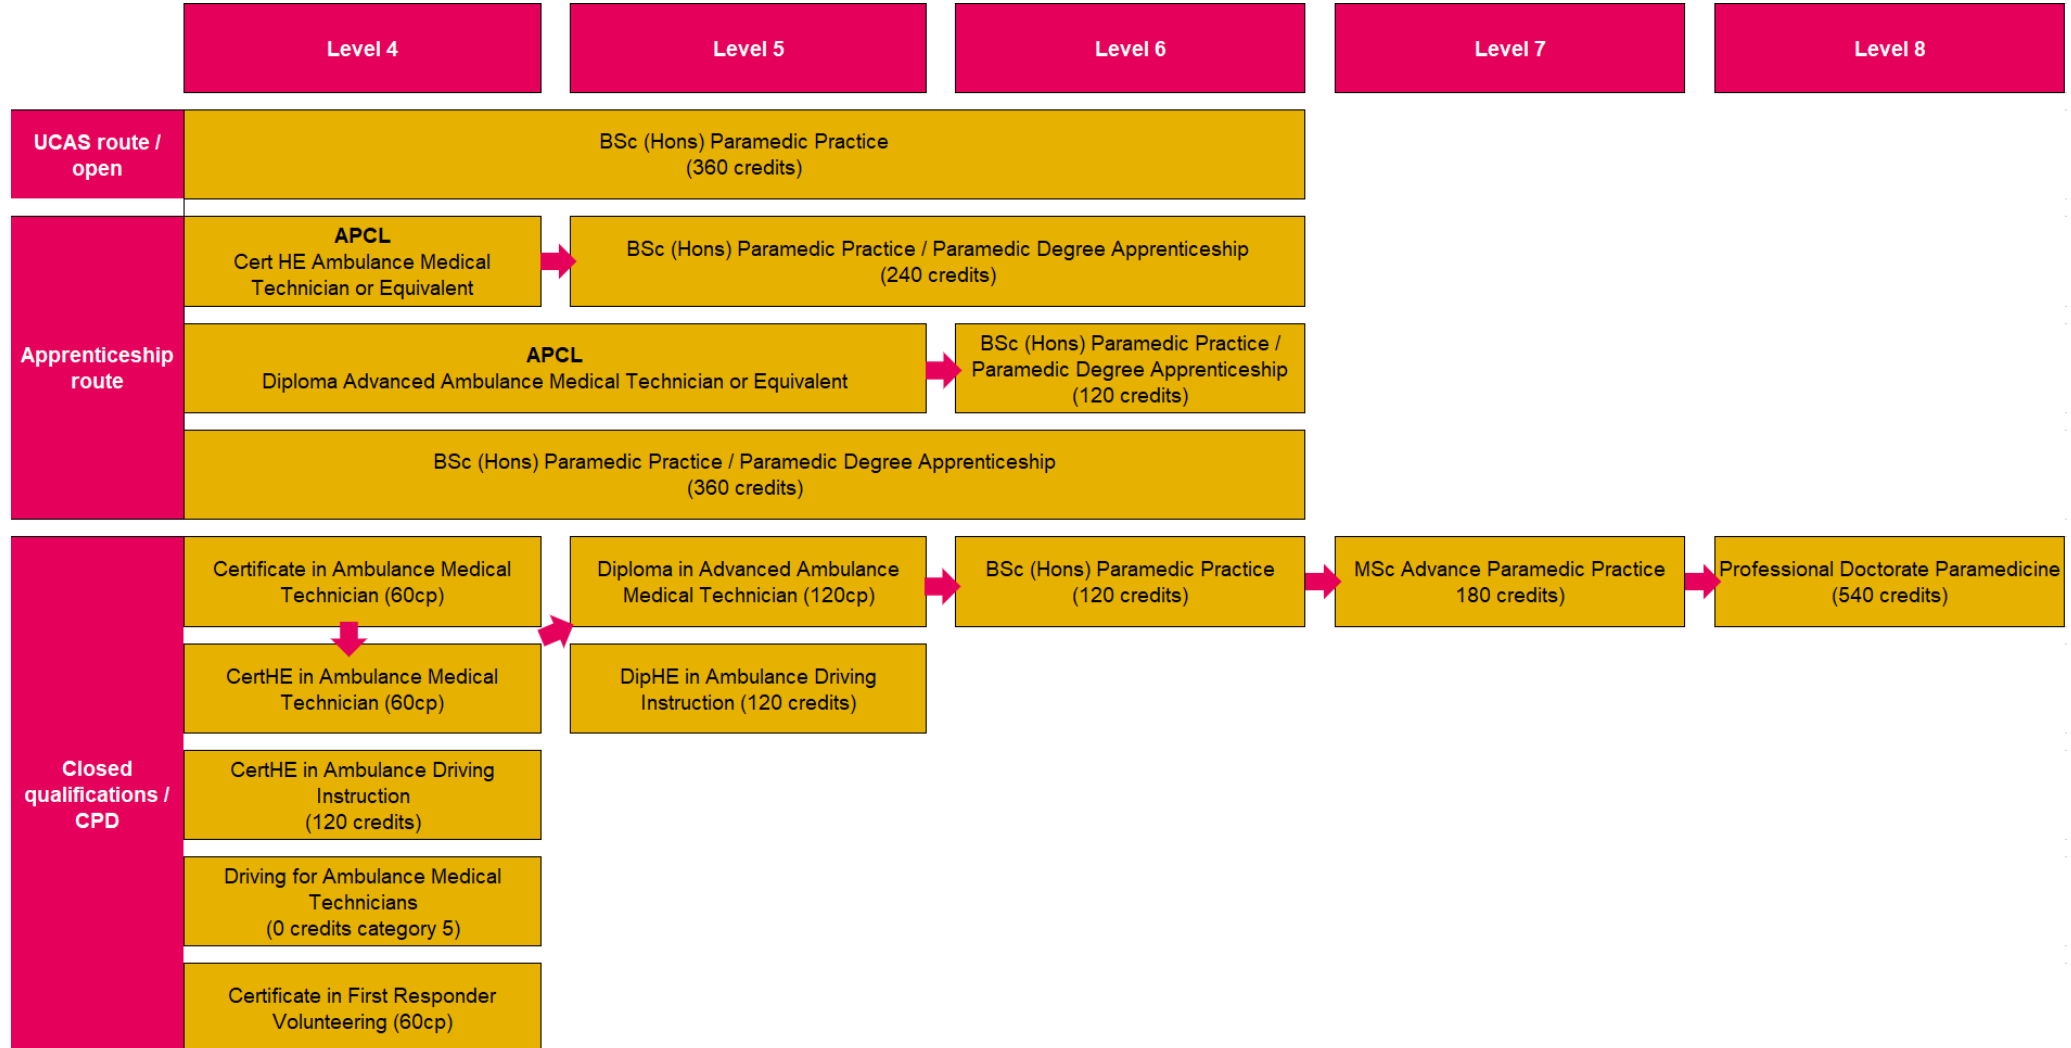 Level 4
Level 5
Level 6
Level 7
Level 8
UCAS route /
open
BSc (Hons) Paramedic Practice
(360 credits)
Apprenticeship
route
APCL
Cert HE Ambulance Medical
Technician or Equivalent
BSc (Hons) Paramedic Practice / Paramedic Degree Apprenticeship
(240 credits)
APCL
Diploma Advanced Ambulance Medical Technician or Equivalent
BSc (Hons) Paramedic Practice /
Paramedic Degree Apprenticeship
(120 credits)
BSc (Hons) Paramedic Practice / Paramedic Degree Apprenticeship
(360 credits)
Closed
qualifications /
CPD
Certificate in Ambulance Medical
Technician (60cp)
Diploma in Advanced Ambulance
Medical Technician (120cp)
BSc (Hons) Paramedic Practice
(120 credits)
MSc Advance Paramedic Practice
180 credits)
Professional Doctorate Paramedicine
(540 credits)
CertHE in Ambulance Medical
Technician (60cp)
DipHE in Ambulance Driving
Instruction (120 credits)
CertHE in Ambulance Driving
Instruction
(120 credits)
Driving for Ambulance Medical
Technicians
(0 credits category 5)
Certificate in First Responder
Volunteering (60cp)